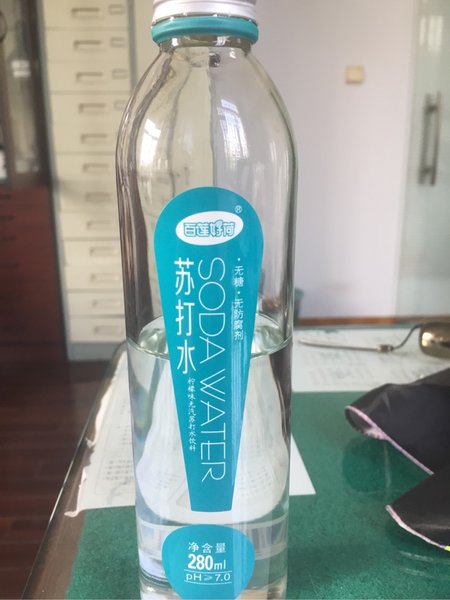 百莲好荷®
苏打水
SODA WATER
·无糖·无防腐剂
柠檬味无汽苏打水饮料
净含量
280ml
pH≥7.0